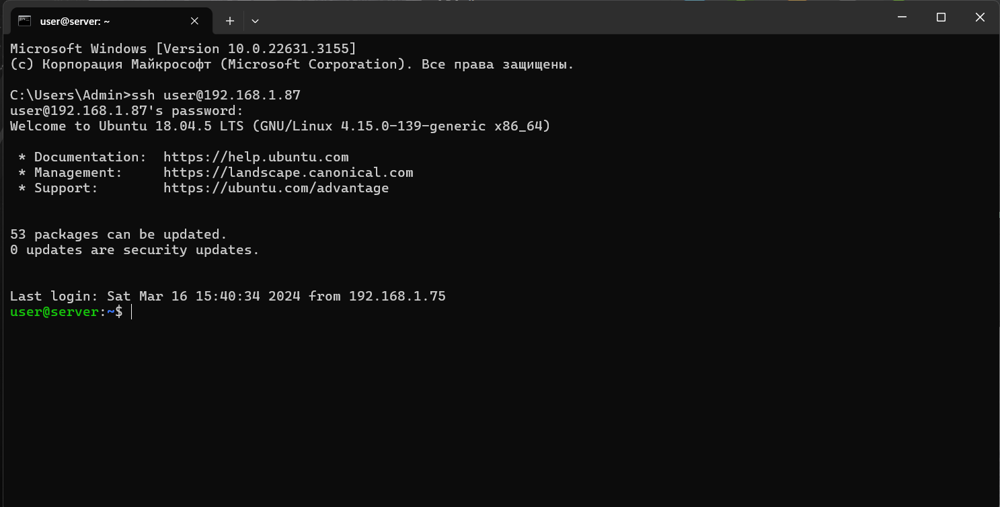 user@server: ~
Microsoft Windows [Version 10.0.22631.3155]
(c) Корпорация Майкрософт (Microsoft Corporation). Все права защищены.
C:\Users\Admin>ssh user@192.168.1.87
user@192.168.1.87's password:
Welcome to Ubuntu 18.04.5 LTS (GNU/Linux 4.15.0-139-generic x86_64)
* Documentation:  https://help.ubuntu.com
* Management:     https://landscape.canonical.com
* Support:        https://ubuntu.com/advantage
53 packages can be updated.
0 updates are security updates.
Last login: Sat Mar 16 15:40:34 2024 from 192.168.1.75
user@server:~$